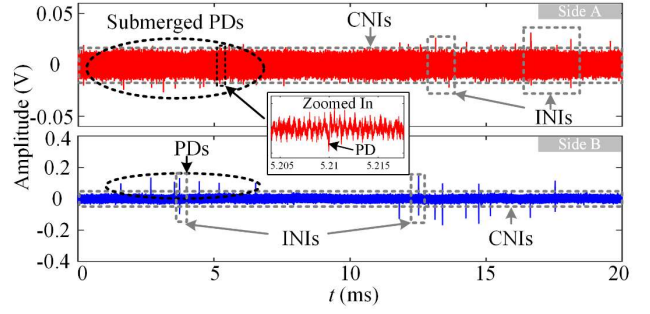 Amplitude (V)
0.05
0
-0.05
Submerged PDs
CNIs
Side A
INIs
Zoomed In
PD
5.205
5.21
5.215
0.4
0.2
0
-0.2
-0.4
PDs
Side B
INIs
CNIs
0
5
10
15
20
t (ms)